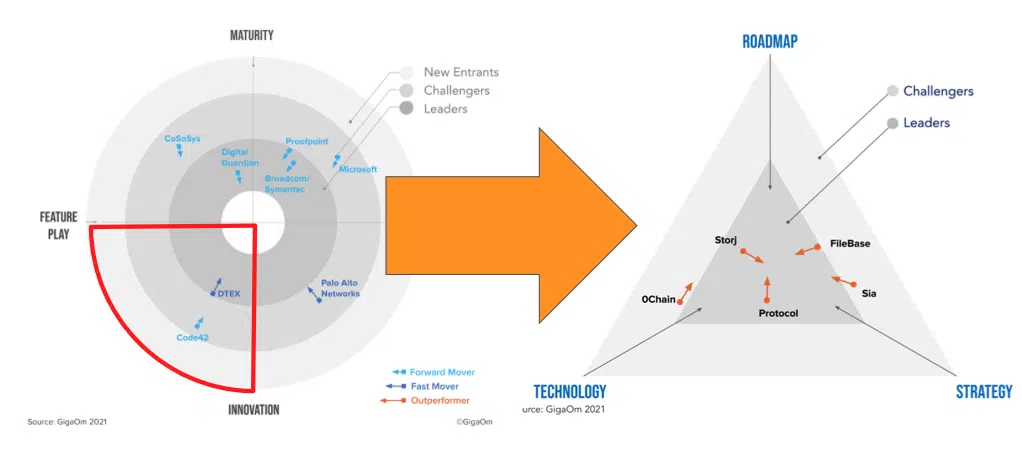 MATURITY
New Entrants
Challengers
Leaders
CoSoSys
Digital
Guardian
Proofpoint
Microsoft
Broadcom/
Symantec
FEATURE
PLAY
DTEX
Palo Alto
Networks
Code42
Forward Mover
Fast Mover
Outperformer
INNOVATION
Source: GigaOm 2021
©GigaOm
ROADMAP
Challengers
Leaders
Storj
FileBase
0Chain
Sia
Protocol
TECHNOLOGY
STRATEGY
urce: GigaOm 2021